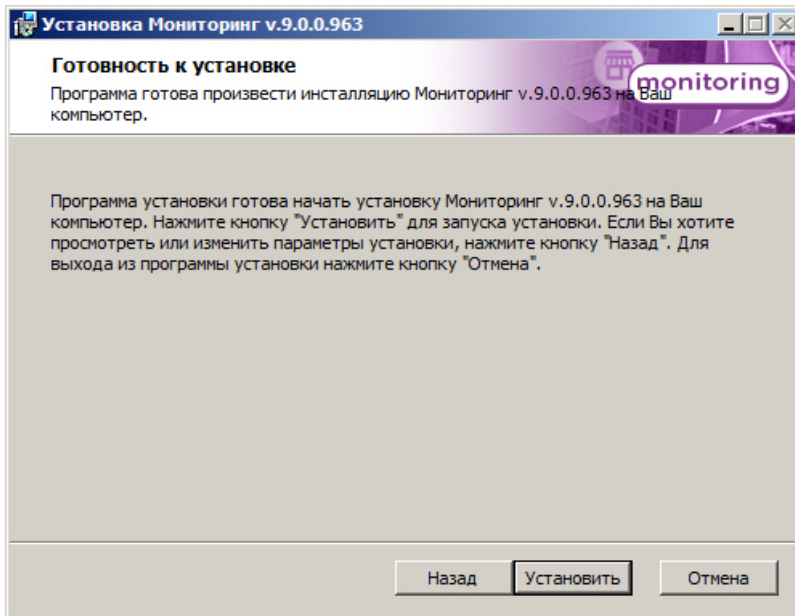 Установка Мониторинг v.9.0.0.963
Готовность к установке
Программа готова произвести инсталляцию Мониторинг v.9.0.0.963 на Ваш
компьютер.
monitoring
Программа установки готова начать установку Мониторинг v.9.0.0.963 на Ваш
компьютер. Нажмите кнопку "Установить" для запуска установки. Если Вы хотите
просмотреть или изменить параметры установки, нажмите кнопку "Назад". Для
выхода из программы установки нажмите кнопку "Отмена".
Назад Установить Отмена